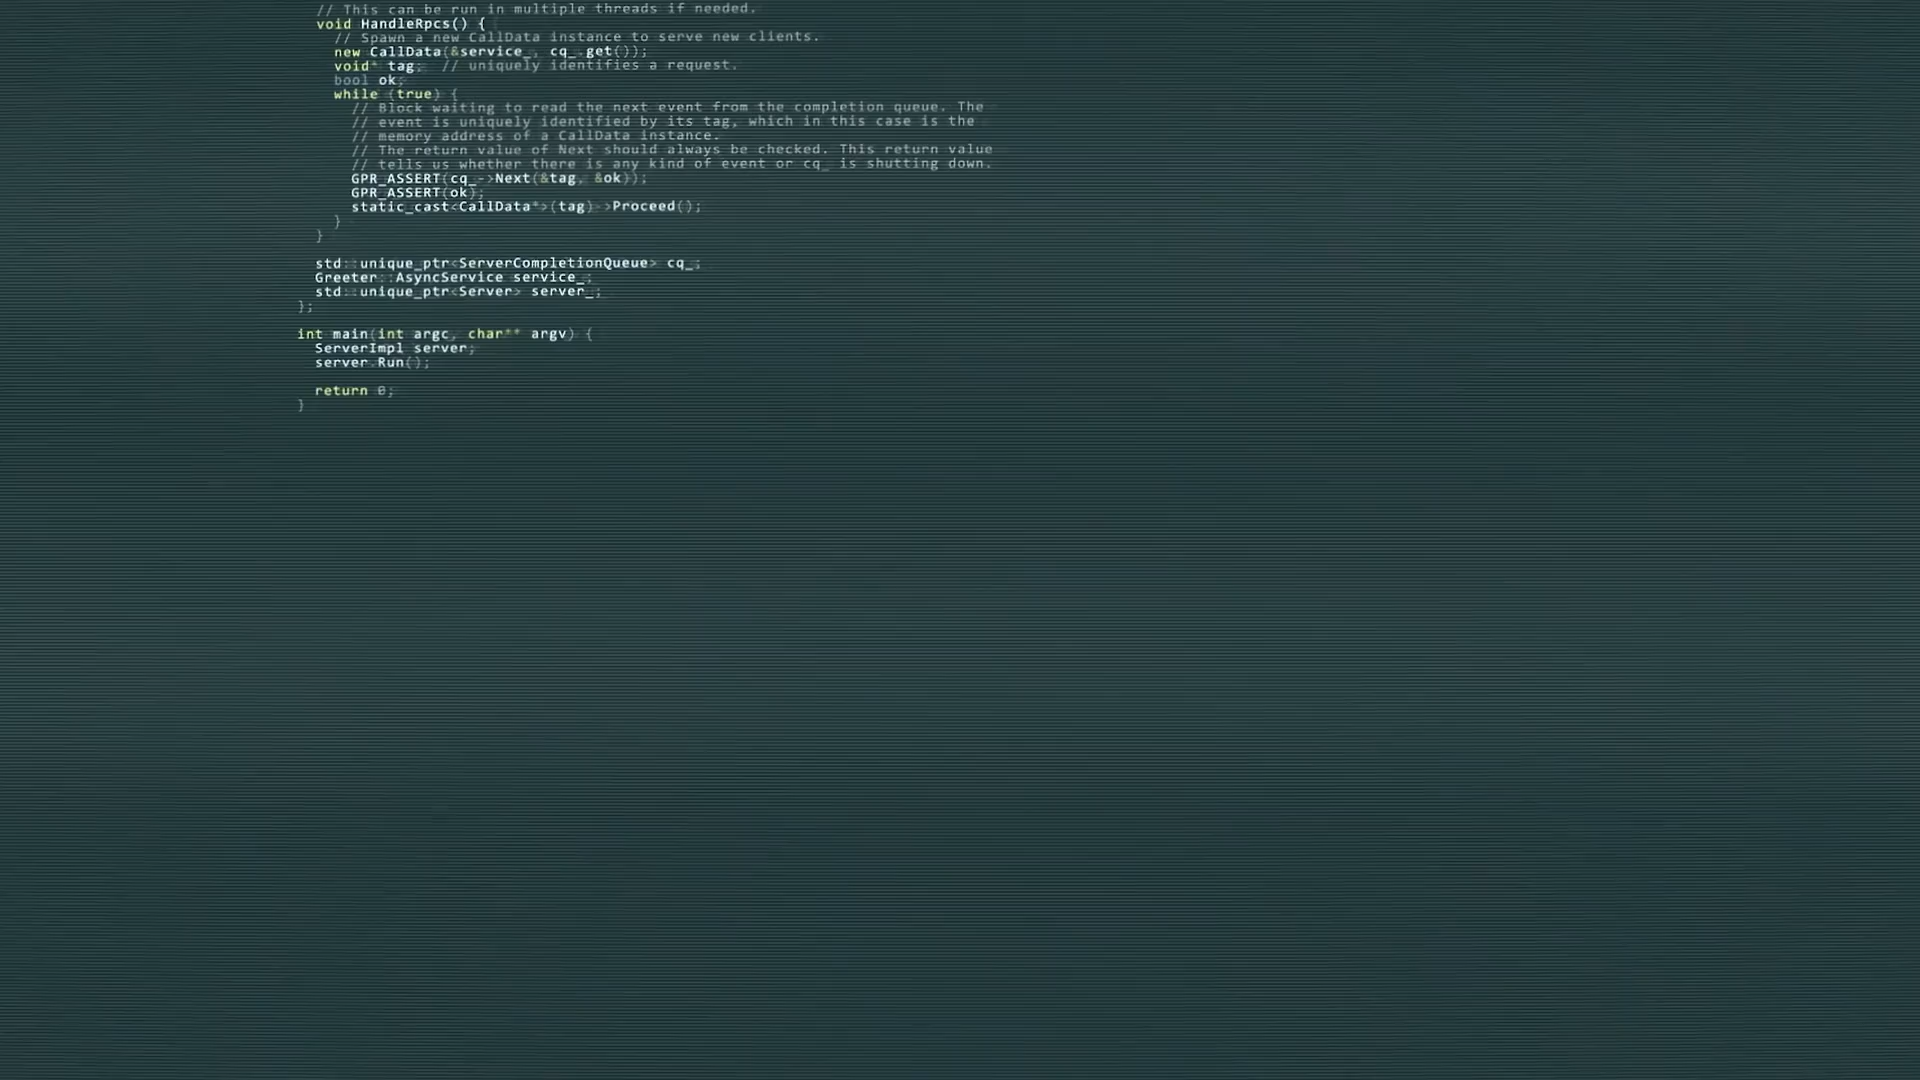 // This can be run in multiple threads if needed.
void HandleRpcs() {
// Spawn a new CallData instance to serve new clients.
new CallData(&service_, cq_.get());
void* tag;  // uniquely identifies a request.
bool ok;
while (true) {
// Block waiting to read the next event from the completion queue. The
// event is uniquely identified by its tag, which in this case is the
// memory address of a CallData instance.
// The return value of Next should always be checked. This return value
// tells us whether there is any kind of event or cq_ is shutting down.
GPR_ASSERT(cq_->Next(&tag, &ok));
GPR_ASSERT(ok);
static_cast<CallData*>(tag)->Proceed();
}
}
std::unique_ptr<ServerCompletionQueue> cq_;
Greeter::AsyncService service_;
std::unique_ptr<Server> server_;
};
int main(int argc, char** argv) {
ServerImpl server;
server.Run();
return 0;
}